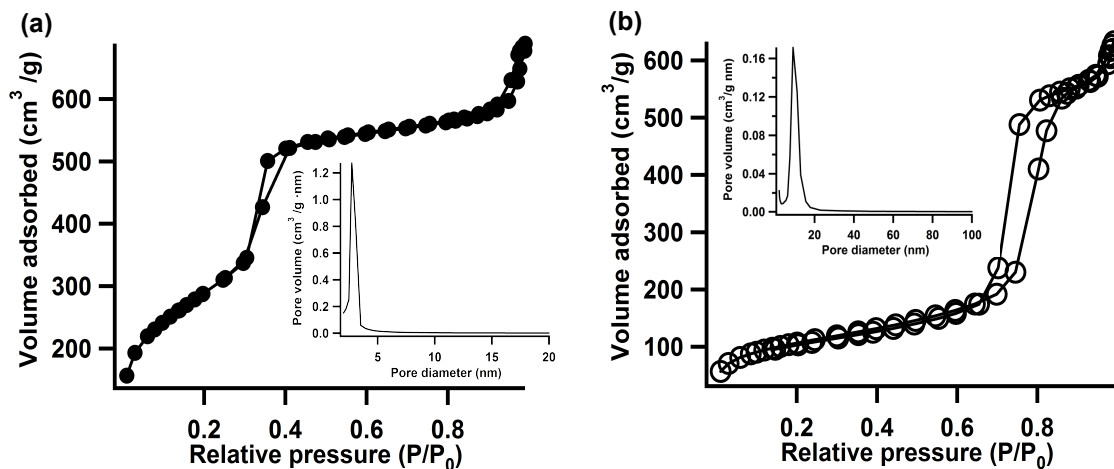 (a)
Volume adsorbed (cm³/g)
600
500
400
300
200
0.2 0.4 0.6 0.8
Relative pressure (P/P₀)
Pore volume (cm³/g ·nm)
1.2
1.0
0.8
0.6
0.4
0.2
0.0
5 10 15 20
Pore diameter (nm)
(b)
Volume adsorbed (cm³/g)
600
500
400
300
200
100
0.2 0.4 0.6 0.8
Relative pressure (P/P₀)
Pore volume (cm³/g nm)
0.16
0.12
0.08
0.04
0.00
20 40 60 80 100
Pore diameter (nm)